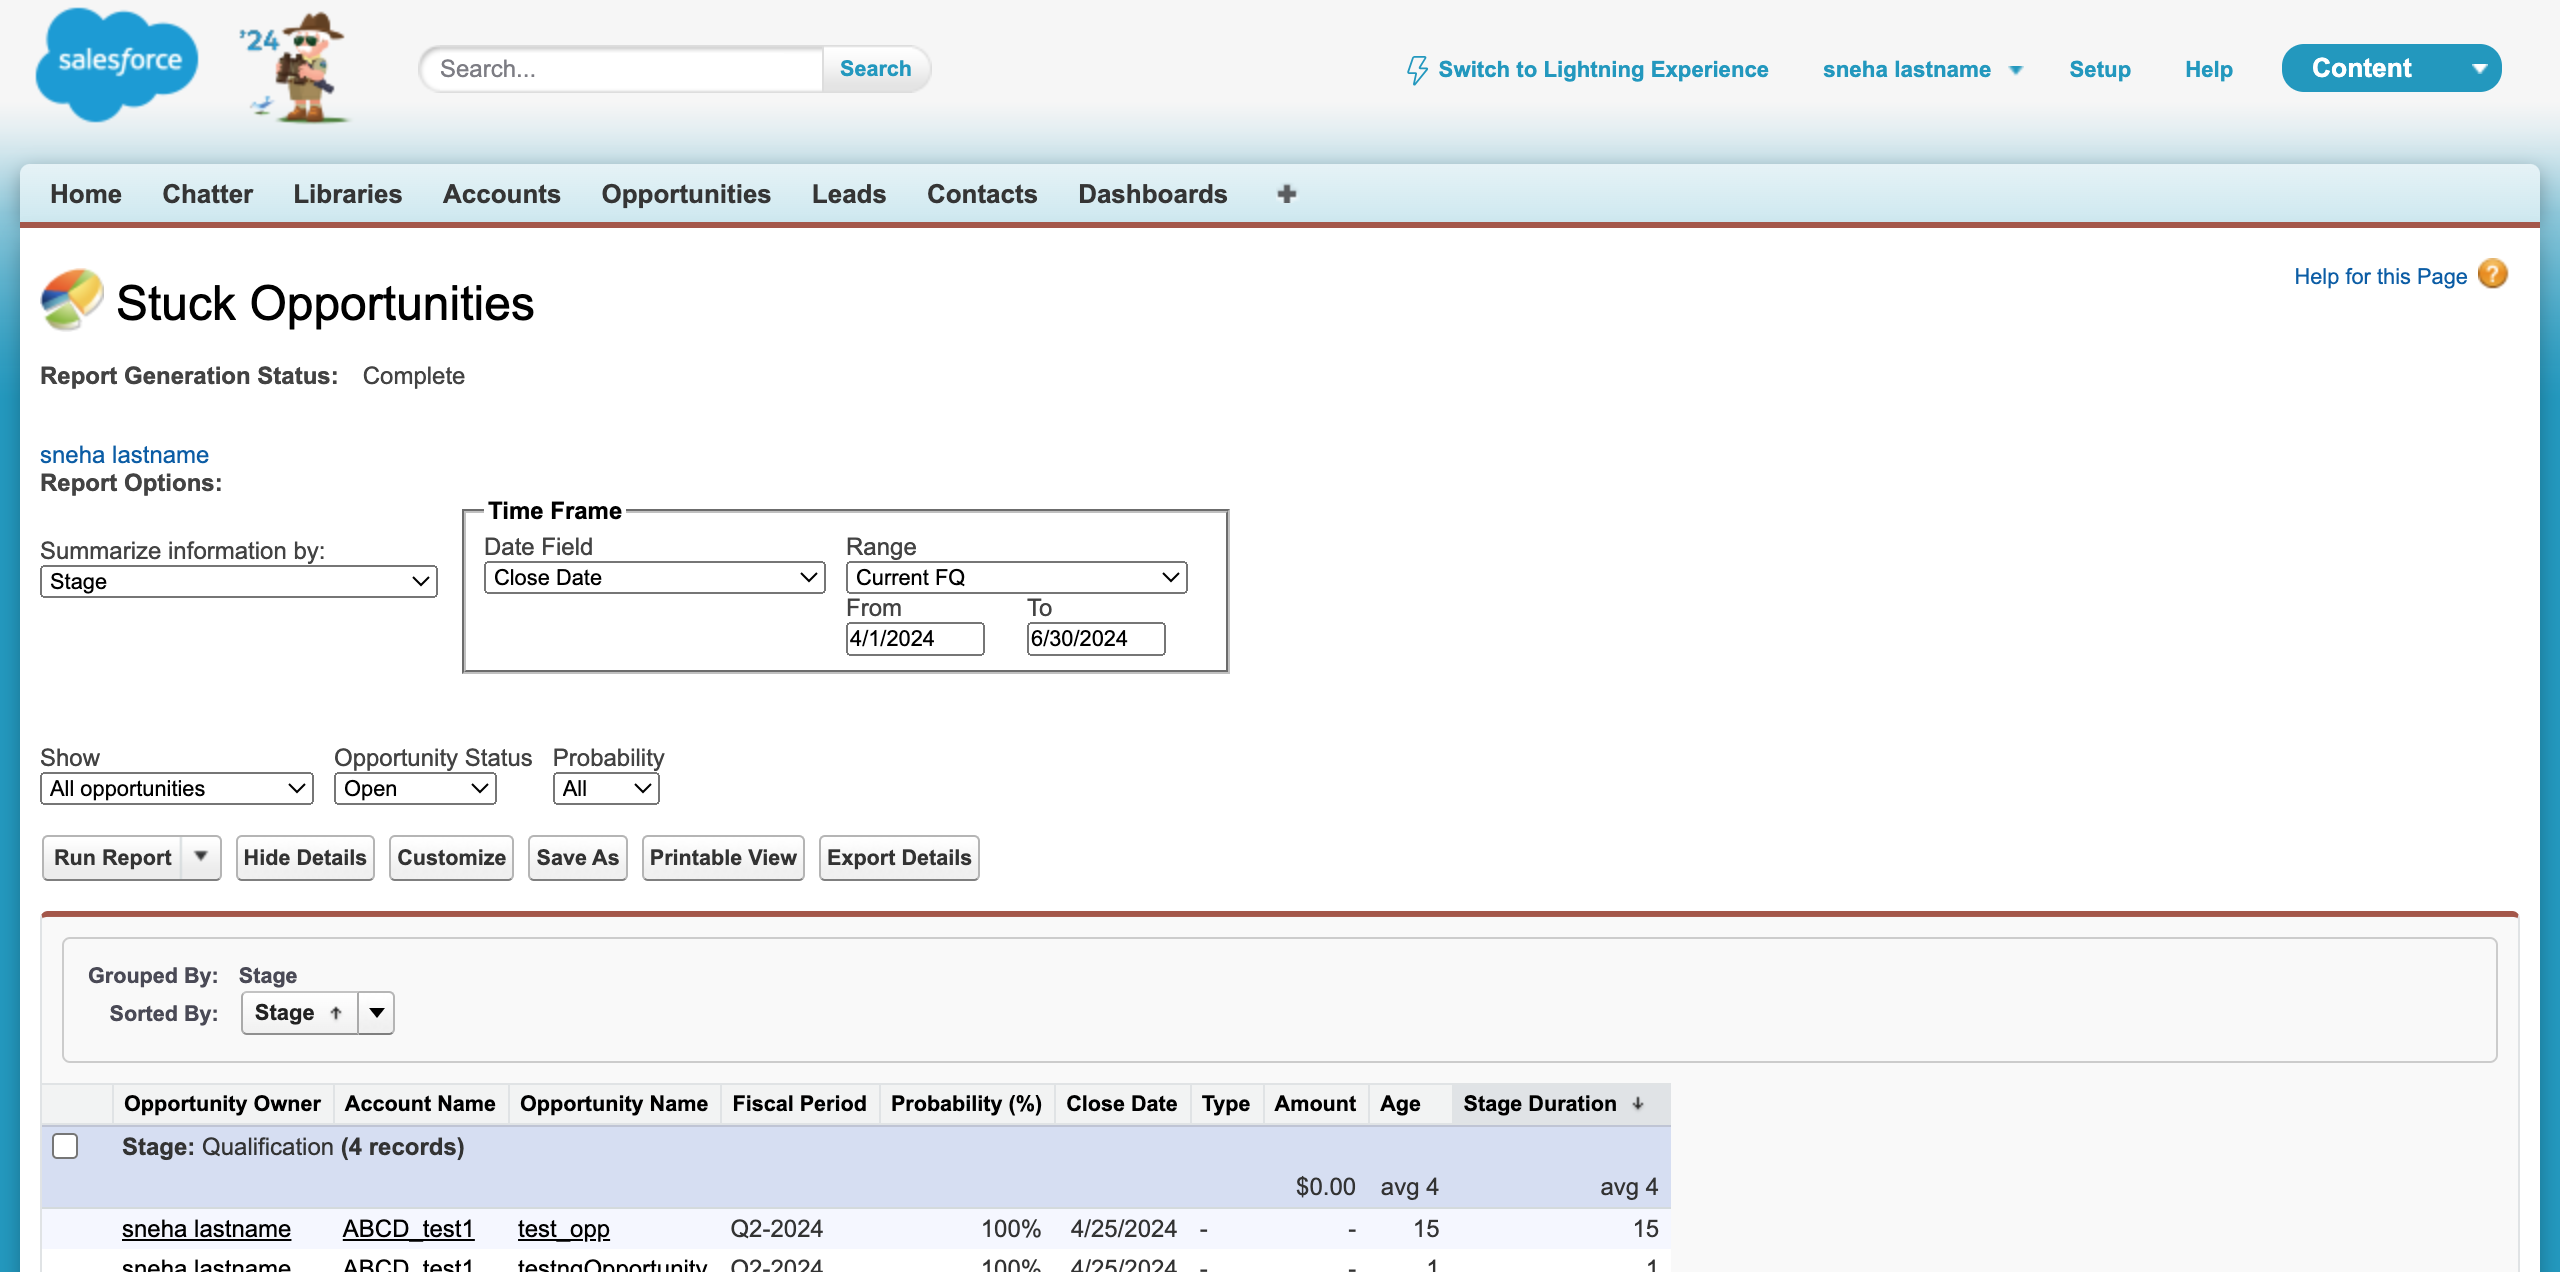 salesforce
’24
Search...
Search
Switch to Lightning Experience
sneha lastname
Setup
Help
Content
Home
Chatter
Libraries
Accounts
Opportunities
Leads
Contacts
Dashboards
Stuck Opportunities
Help for this Page
Report Generation Status: Complete
sneha lastname
Report Options:
Time Frame
Summarize information by:
Stage
Date Field
Close Date
Range
Current FQ
From
To
4/1/2024
6/30/2024
Show
Opportunity Status
Probability
All opportunities
Open
All
Run Report
Hide Details
Customize
Save As
Printable View
Export Details
Grouped By: Stage
Sorted By: Stage
Opportunity Owner Account Name Opportunity Name Fiscal Period Probability (%) Close Date Type Amount Age Stage Duration
Stage: Qualification (4 records)
$0.00 avg 4 avg 4
sneha lastname ABCD_test1 test_opp Q2-2024 100% 4/25/2024 - - 15 15
sneha lastname ABCD_test1 testngOpportunity Q2-2024 100% 4/25/2024 - - 1 1